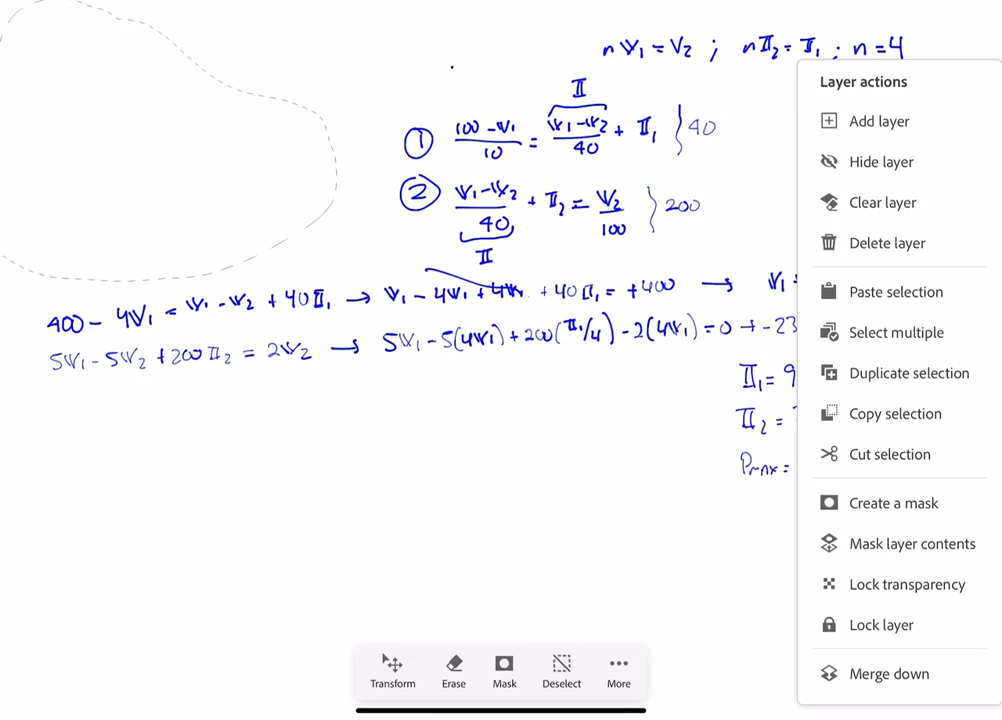 nV₁ = V₂ ; nI₂ = I₁ ; n = 4
I
① (100 - V₁)/10 = (V₁ - V₂)/40 + I₁ } 40
② (V₁ - V₂)/40 + I₂ = V₂/100 } 200
I
400 - 4V₁ = V₁ - V₂ + 40I₁ → V₁ - 4V₁ + 4V₁ + 40I₁ = +400 → V₁
5V₁ - 5V₂ + 200I₂ = 2V₂ → 5V₁ - 5(4V₁) + 200(I₁/4) - 2(4V₁) = 0 → -23
I₁ = 9
I₂ =
Pmax =
Layer actions
Add layer
Hide layer
Clear layer
Delete layer
Paste selection
Select multiple
Duplicate selection
Copy selection
Cut selection
Create a mask
Mask layer contents
Lock transparency
Lock layer
Merge down
Transform Erase Mask Deselect More